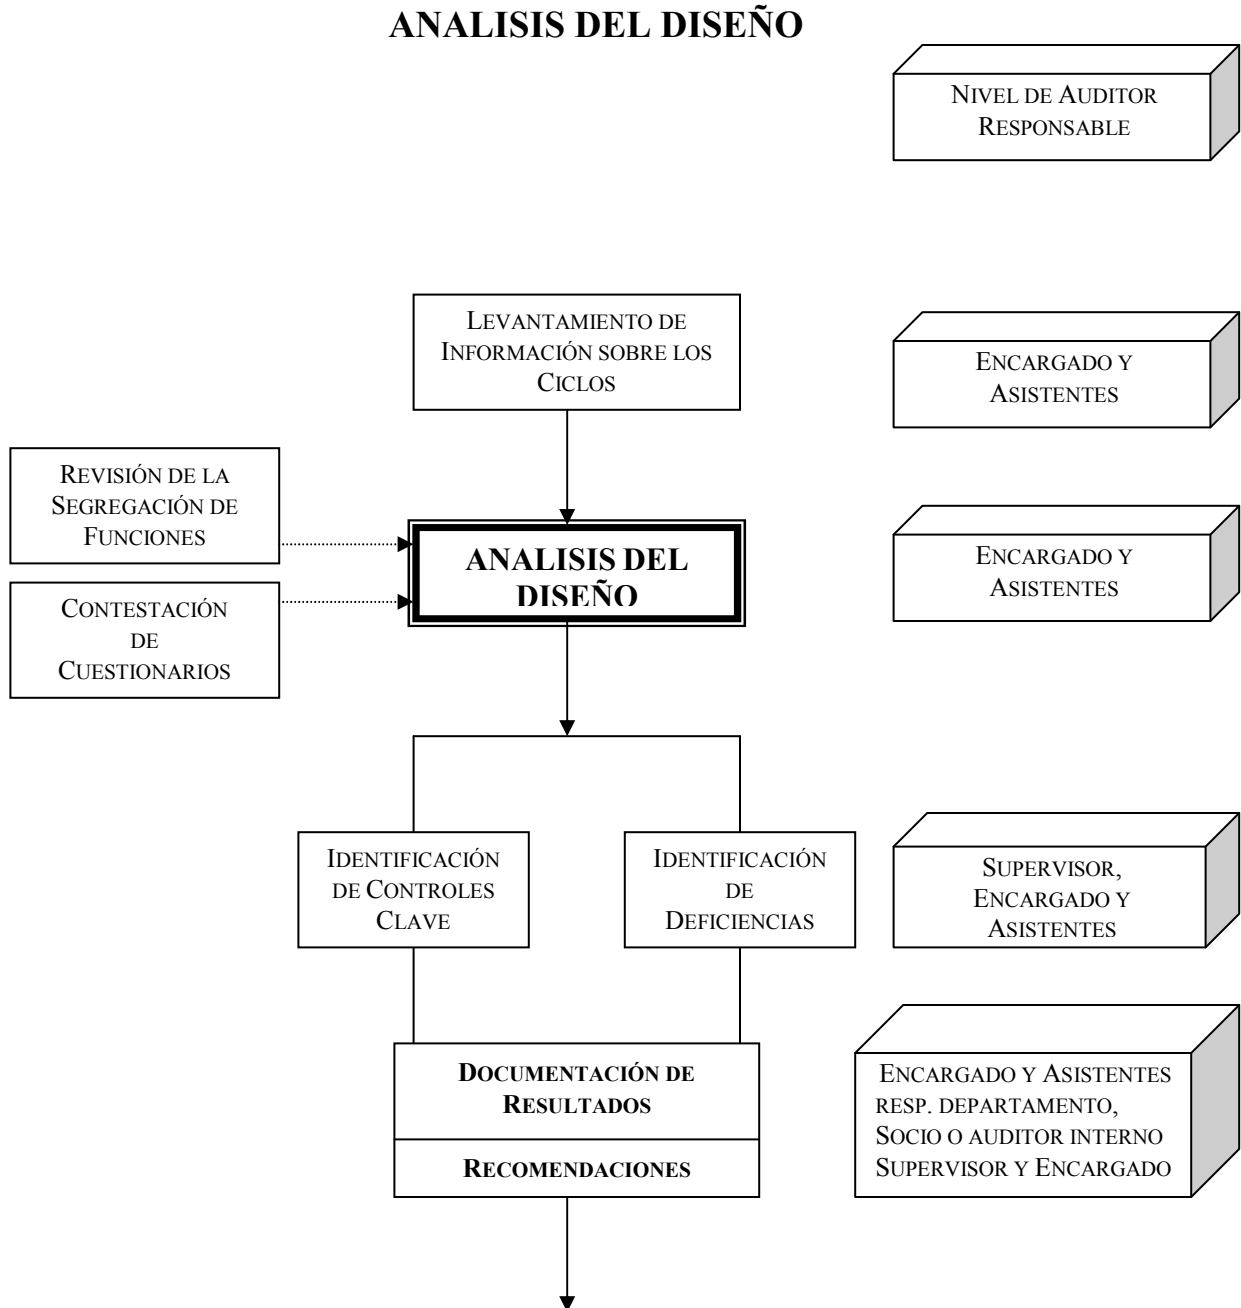 ANALISIS DEL DISEÑO
NIVEL DE AUDITOR
RESPONSABLE
LEVANTAMIENTO DE
INFORMACIÓN SOBRE LOS
CICLOS
ENCARGADO Y
ASISTENTES
REVISIÓN DE LA
SEGREGACIÓN DE
FUNCIONES
ANALISIS DEL
DISEÑO
ENCARGADO Y
ASISTENTES
CONTESTACIÓN
DE
CUESTIONARIOS
IDENTIFICACIÓN
DE CONTROLES
CLAVE
IDENTIFICACIÓN
DE
DEFICIENCIAS
SUPERVISOR,
ENCARGADO Y
ASISTENTES
DOCUMENTACIÓN DE
RESULTADOS
RECOMENDACIONES
ENCARGADO Y ASISTENTES
RESP. DEPARTAMENTO,
SOCIO O AUDITOR INTERNO
SUPERVISOR Y ENCARGADO